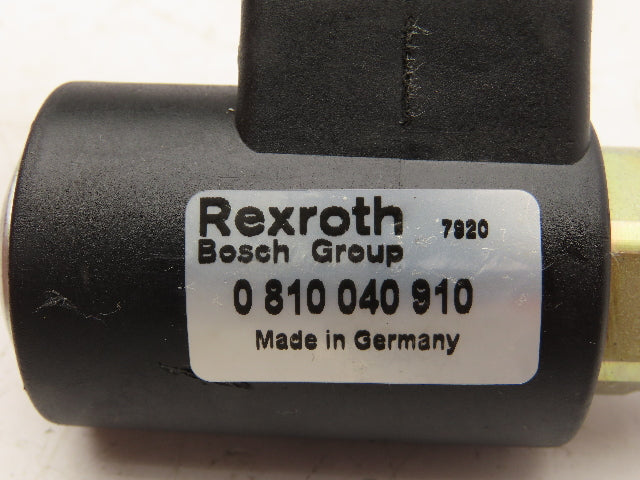 Rexroth 7920
Bosch Group
0 810 040 910
Made in Germany